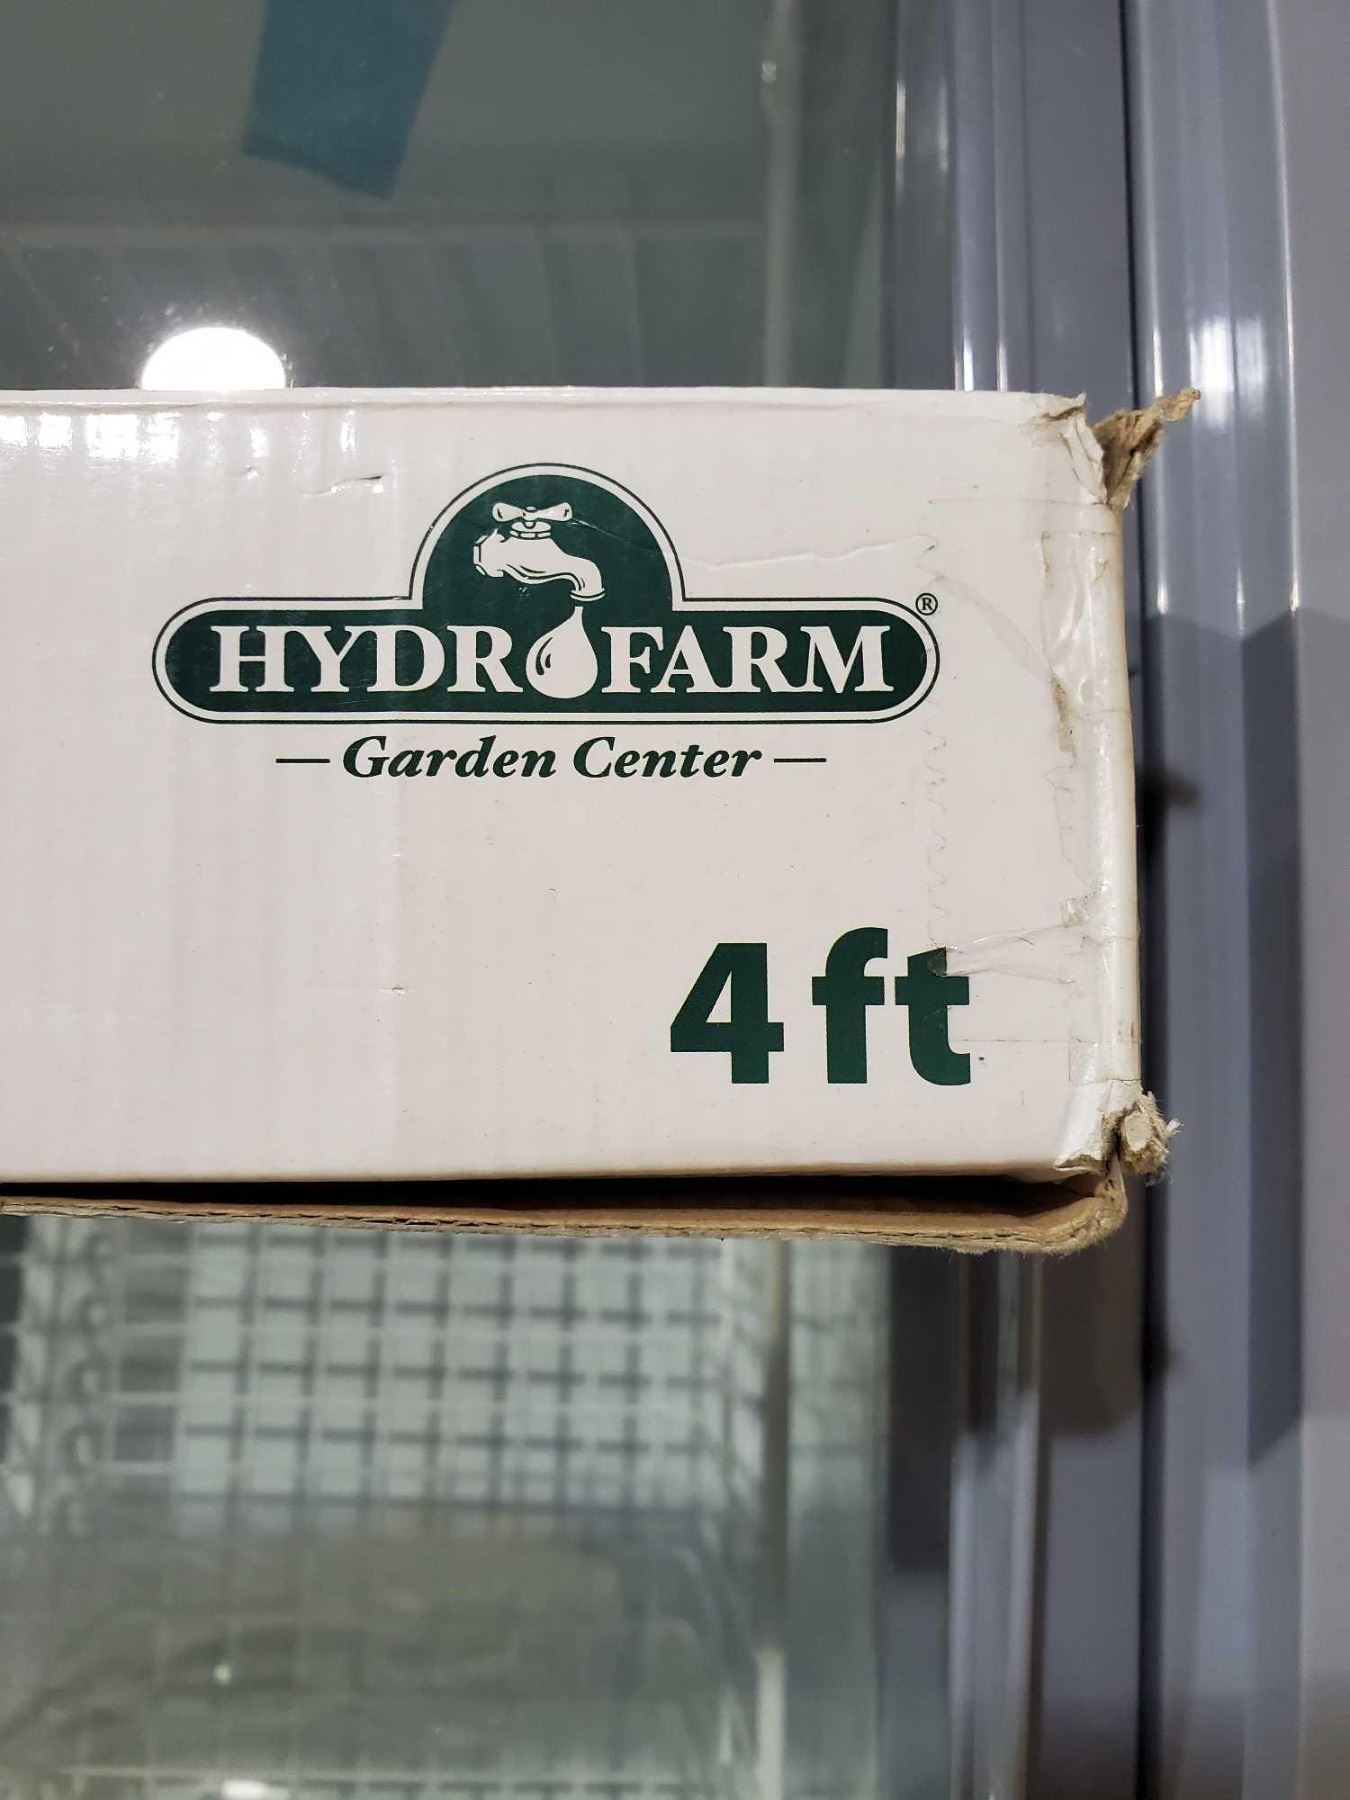 HYDROFARM®
— Garden Center —
4 ft